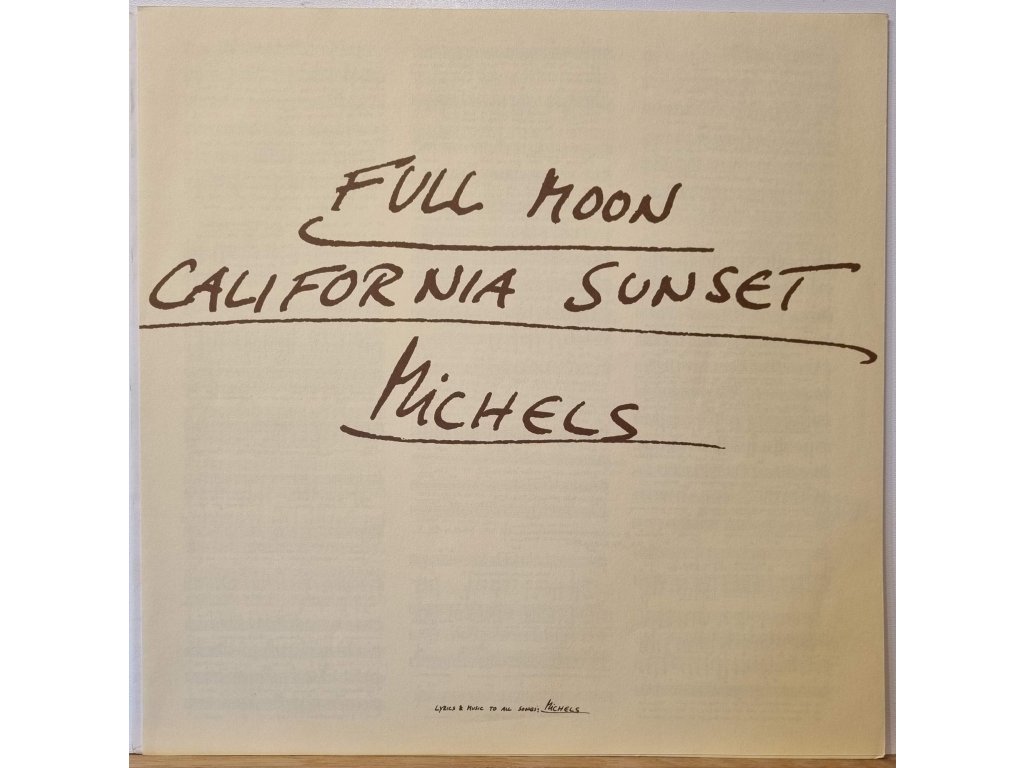 FULL MOON
CALIFORNIA SUNSET
MICHELS
LYRICS & MUSIC TO ALL SONGS: MICHELS